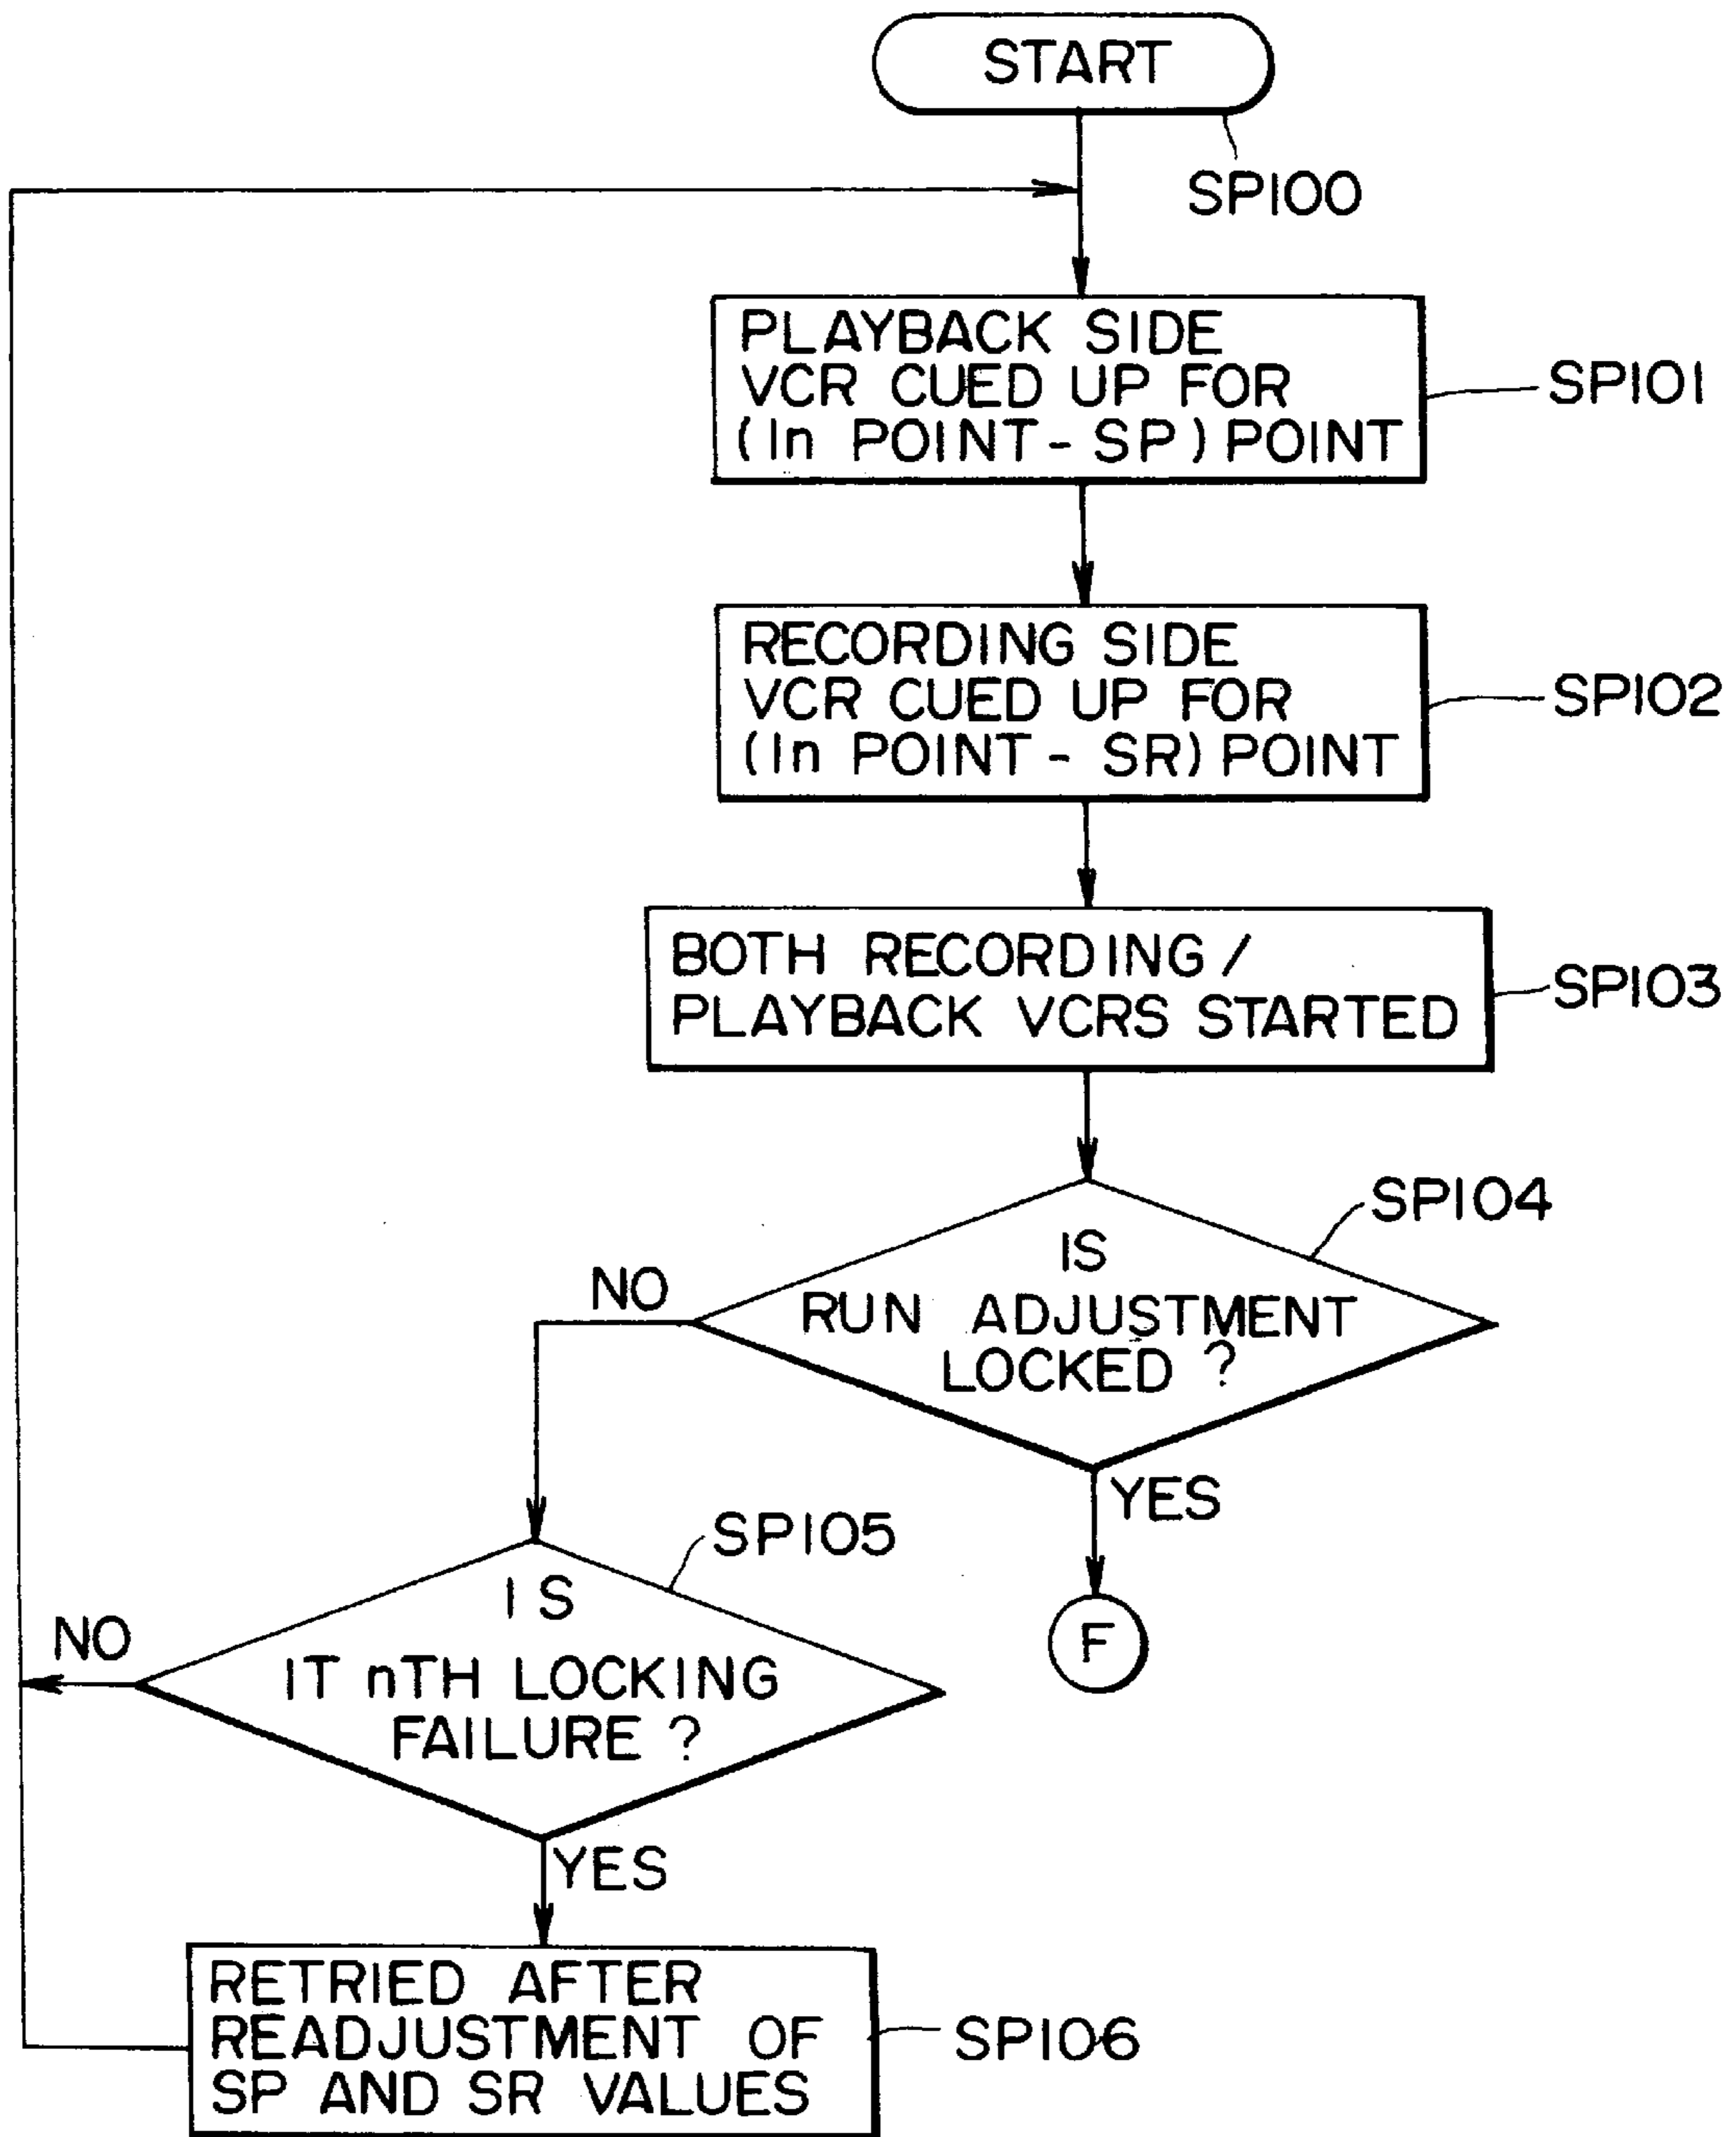 START
SP100
PLAYBACK SIDE
VCR CUED UP FOR
(In POINT - SP) POINT
SP101
RECORDING SIDE
VCR CUED UP FOR
(In POINT - SR) POINT
SP102
BOTH RECORDING /
PLAYBACK VCRS STARTED
SP103
SP104
IS
RUN ADJUSTMENT
LOCKED ?
NO
YES
F
SP105
IS
IT nTH LOCKING
FAILURE ?
NO
YES
RETRIED AFTER
READJUSTMENT OF
SP AND SR VALUES
SP106